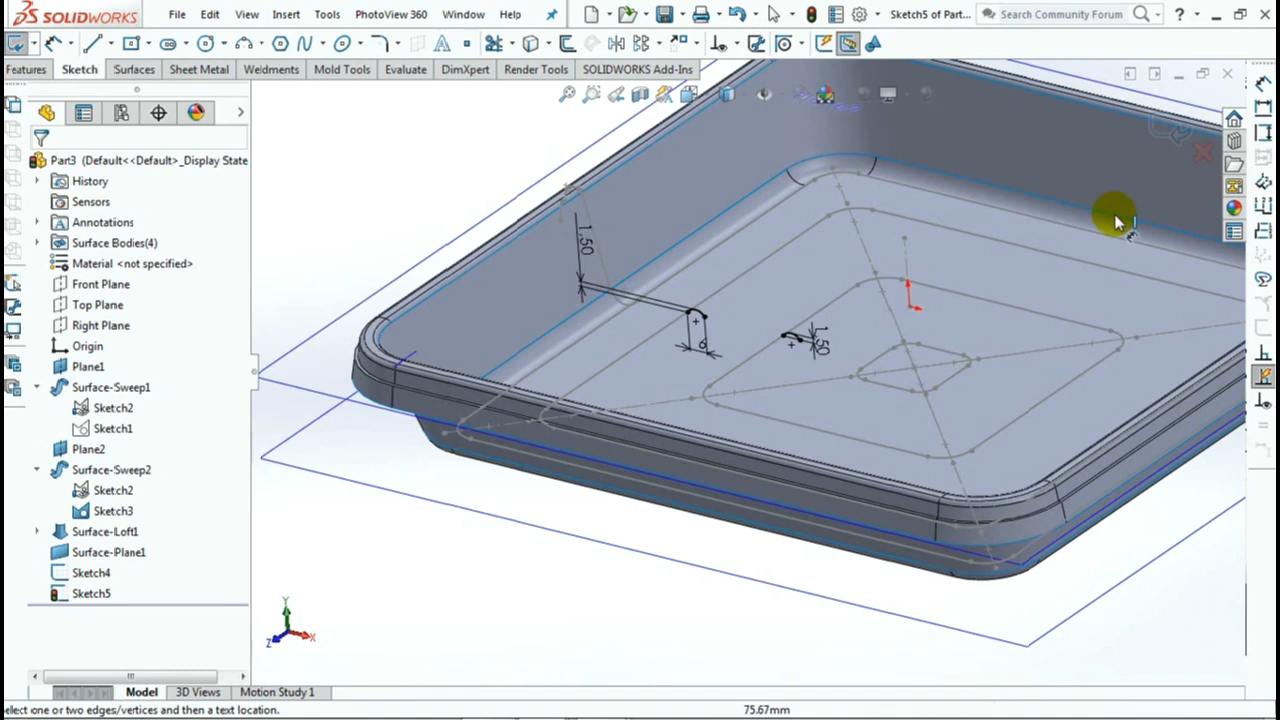 SOLIDWORKS File Edit View Insert Tools PhotoView 360 Window Help Sketch5 of Part... Search Community Forum
Features Sketch Surfaces Sheet Metal Weldments Mold Tools Evaluate DimXpert Render Tools SOLIDWORKS Add-Ins
Part3 (Default<<Default>_Display State
History
Sensors
Annotations
Surface Bodies(4)
Material <not specified>
Front Plane
Top Plane
Right Plane
Origin
Plane1
Surface-Sweep1
Sketch2
Sketch1
Plane2
Surface-Sweep2
Sketch2
Sketch3
Surface-Loft1
Surface-Plane1
Sketch4
Sketch5
1.50
6
1.50
Y
X
Z
Model 3D Views Motion Study 1
Select one or two edges/vertices and then a text location. 75.67mm